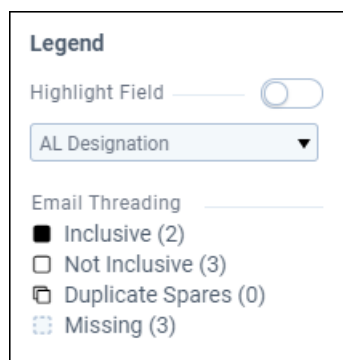 Legend
Highlight Field
AL Designation
Email Threading
Inclusive (2)
Not Inclusive (3)
Duplicate Spares (0)
Missing (3)